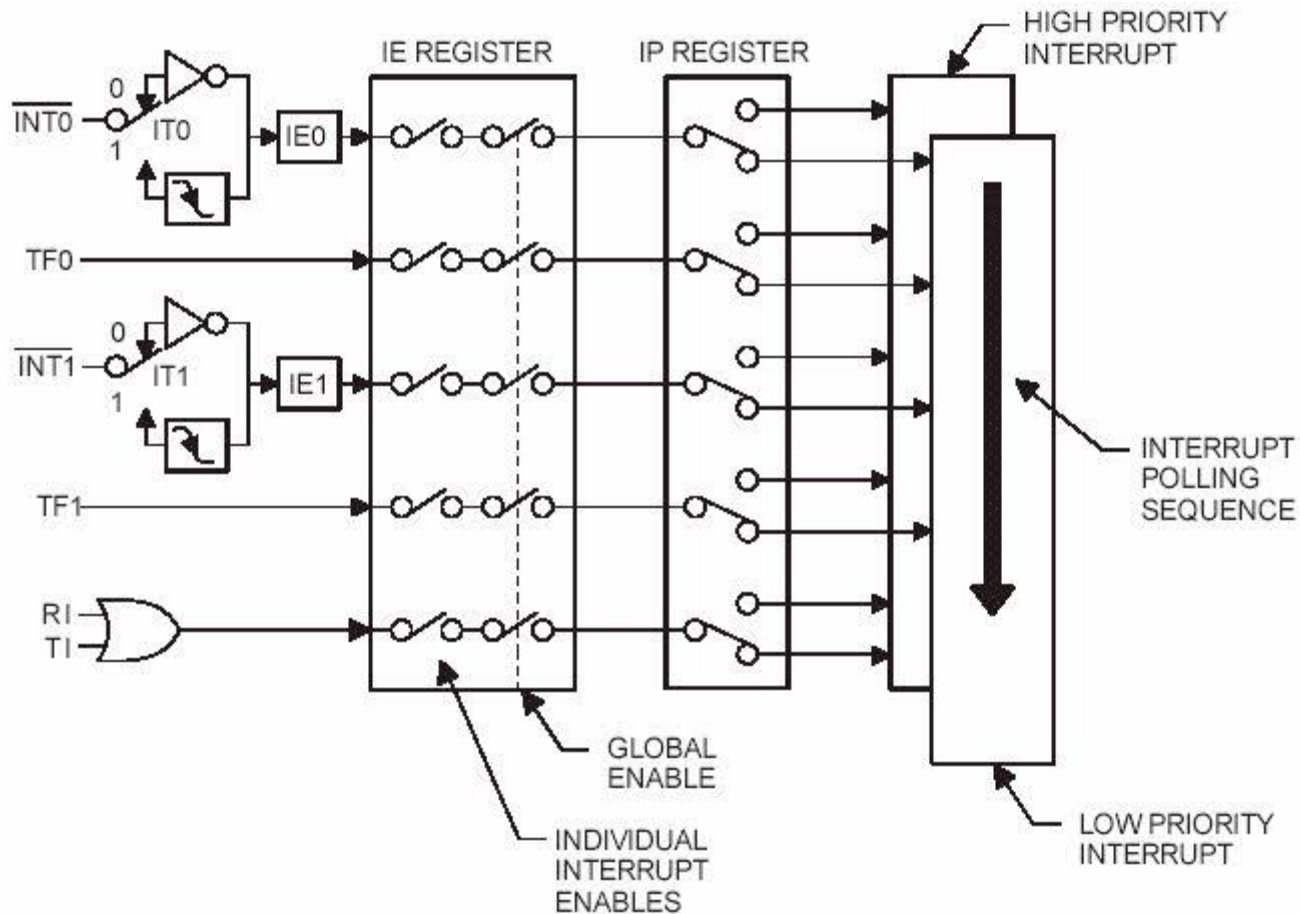 HIGH PRIORITY
INTERRUPT
IE REGISTER
IP REGISTER
0
INT0
IT0
1
IE0
TF0
0
INT1
IT1
1
IE1
INTERRUPT
POLLING
SEQUENCE
TF1
RI
TI
GLOBAL
ENABLE
LOW PRIORITY
INTERRUPT
INDIVIDUAL
INTERRUPT
ENABLES